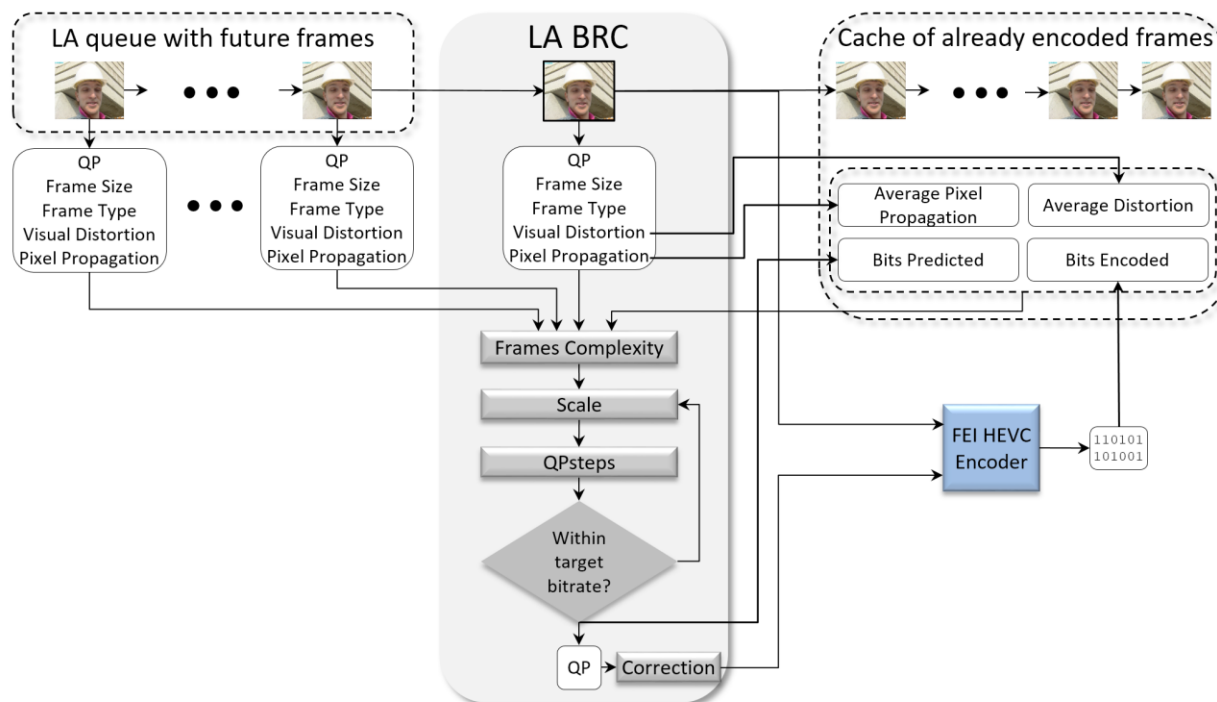 LA queue with future frames
LA BRC
Cache of already encoded frames
QP
Frame Size
Frame Type
Visual Distortion
Pixel Propagation
QP
Frame Size
Frame Type
Visual Distortion
Pixel Propagation
QP
Frame Size
Frame Type
Visual Distortion
Pixel Propagation
Average Pixel
Propagation
Average Distortion
Bits Predicted
Bits Encoded
Frames Complexity
Scale
QPsteps
Within
target
bitrate?
QP
Correction
FEI HEVC
Encoder
110101
101001